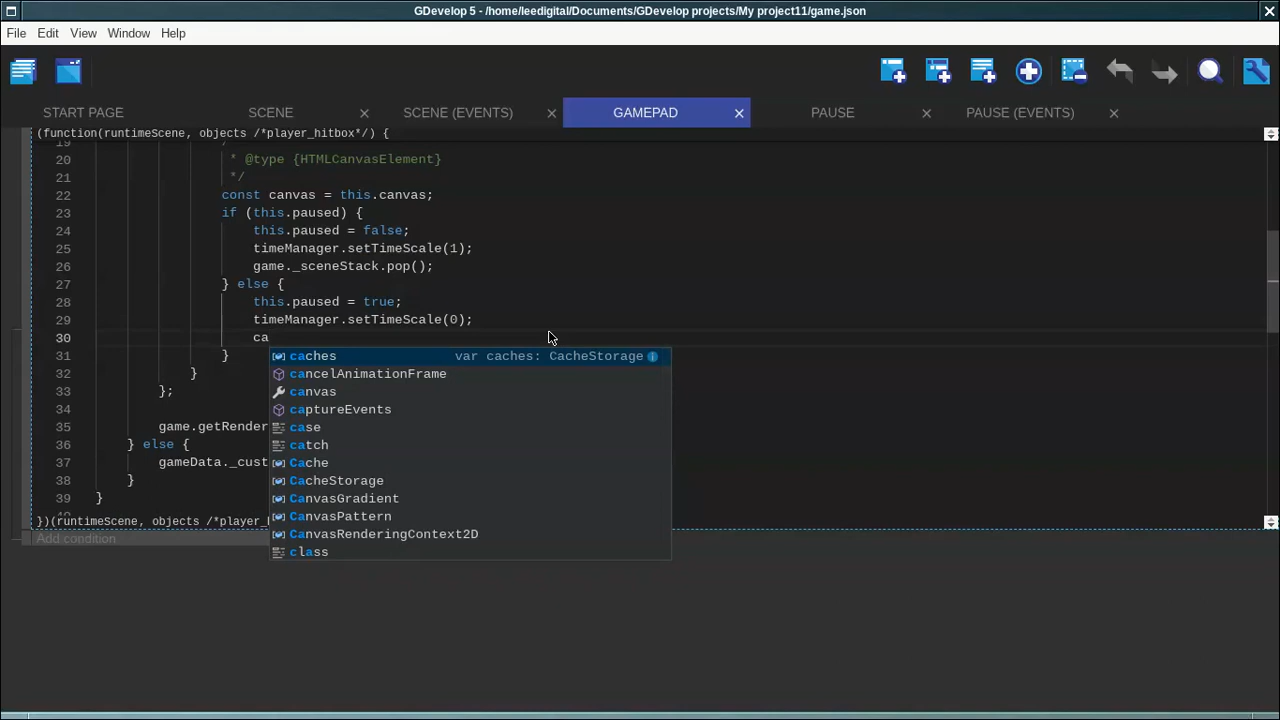 GDevelop 5 - /home/leedigital/Documents/GDevelop projects/My project11/game.json
File Edit View Window Help
START PAGE SCENE SCENE (EVENTS) GAMEPAD PAUSE PAUSE (EVENTS)
(function(runtimeScene, objects /*player_hitbox*/) {
19
20 * @type {HTMLCanvasElement}
21 */
22 const canvas = this.canvas;
23 if (this.paused) {
24 this.paused = false;
25 timeManager.setTimeScale(1);
26 game._sceneStack.pop();
27 } else {
28 this.paused = true;
29 timeManager.setTimeScale(0);
30 ca
31 }
caches var caches: CacheStorage
32 }
cancelAnimationFrame
33 };
canvas
34
captureEvents
35 game.getRender
case
36 } else {
catch
37 gameData._cust
Cache
38 }
CacheStorage
39 }
CanvasGradient
})(runtimeScene, objects /*player_
CanvasPattern
Add condition
CanvasRenderingContext2D
class